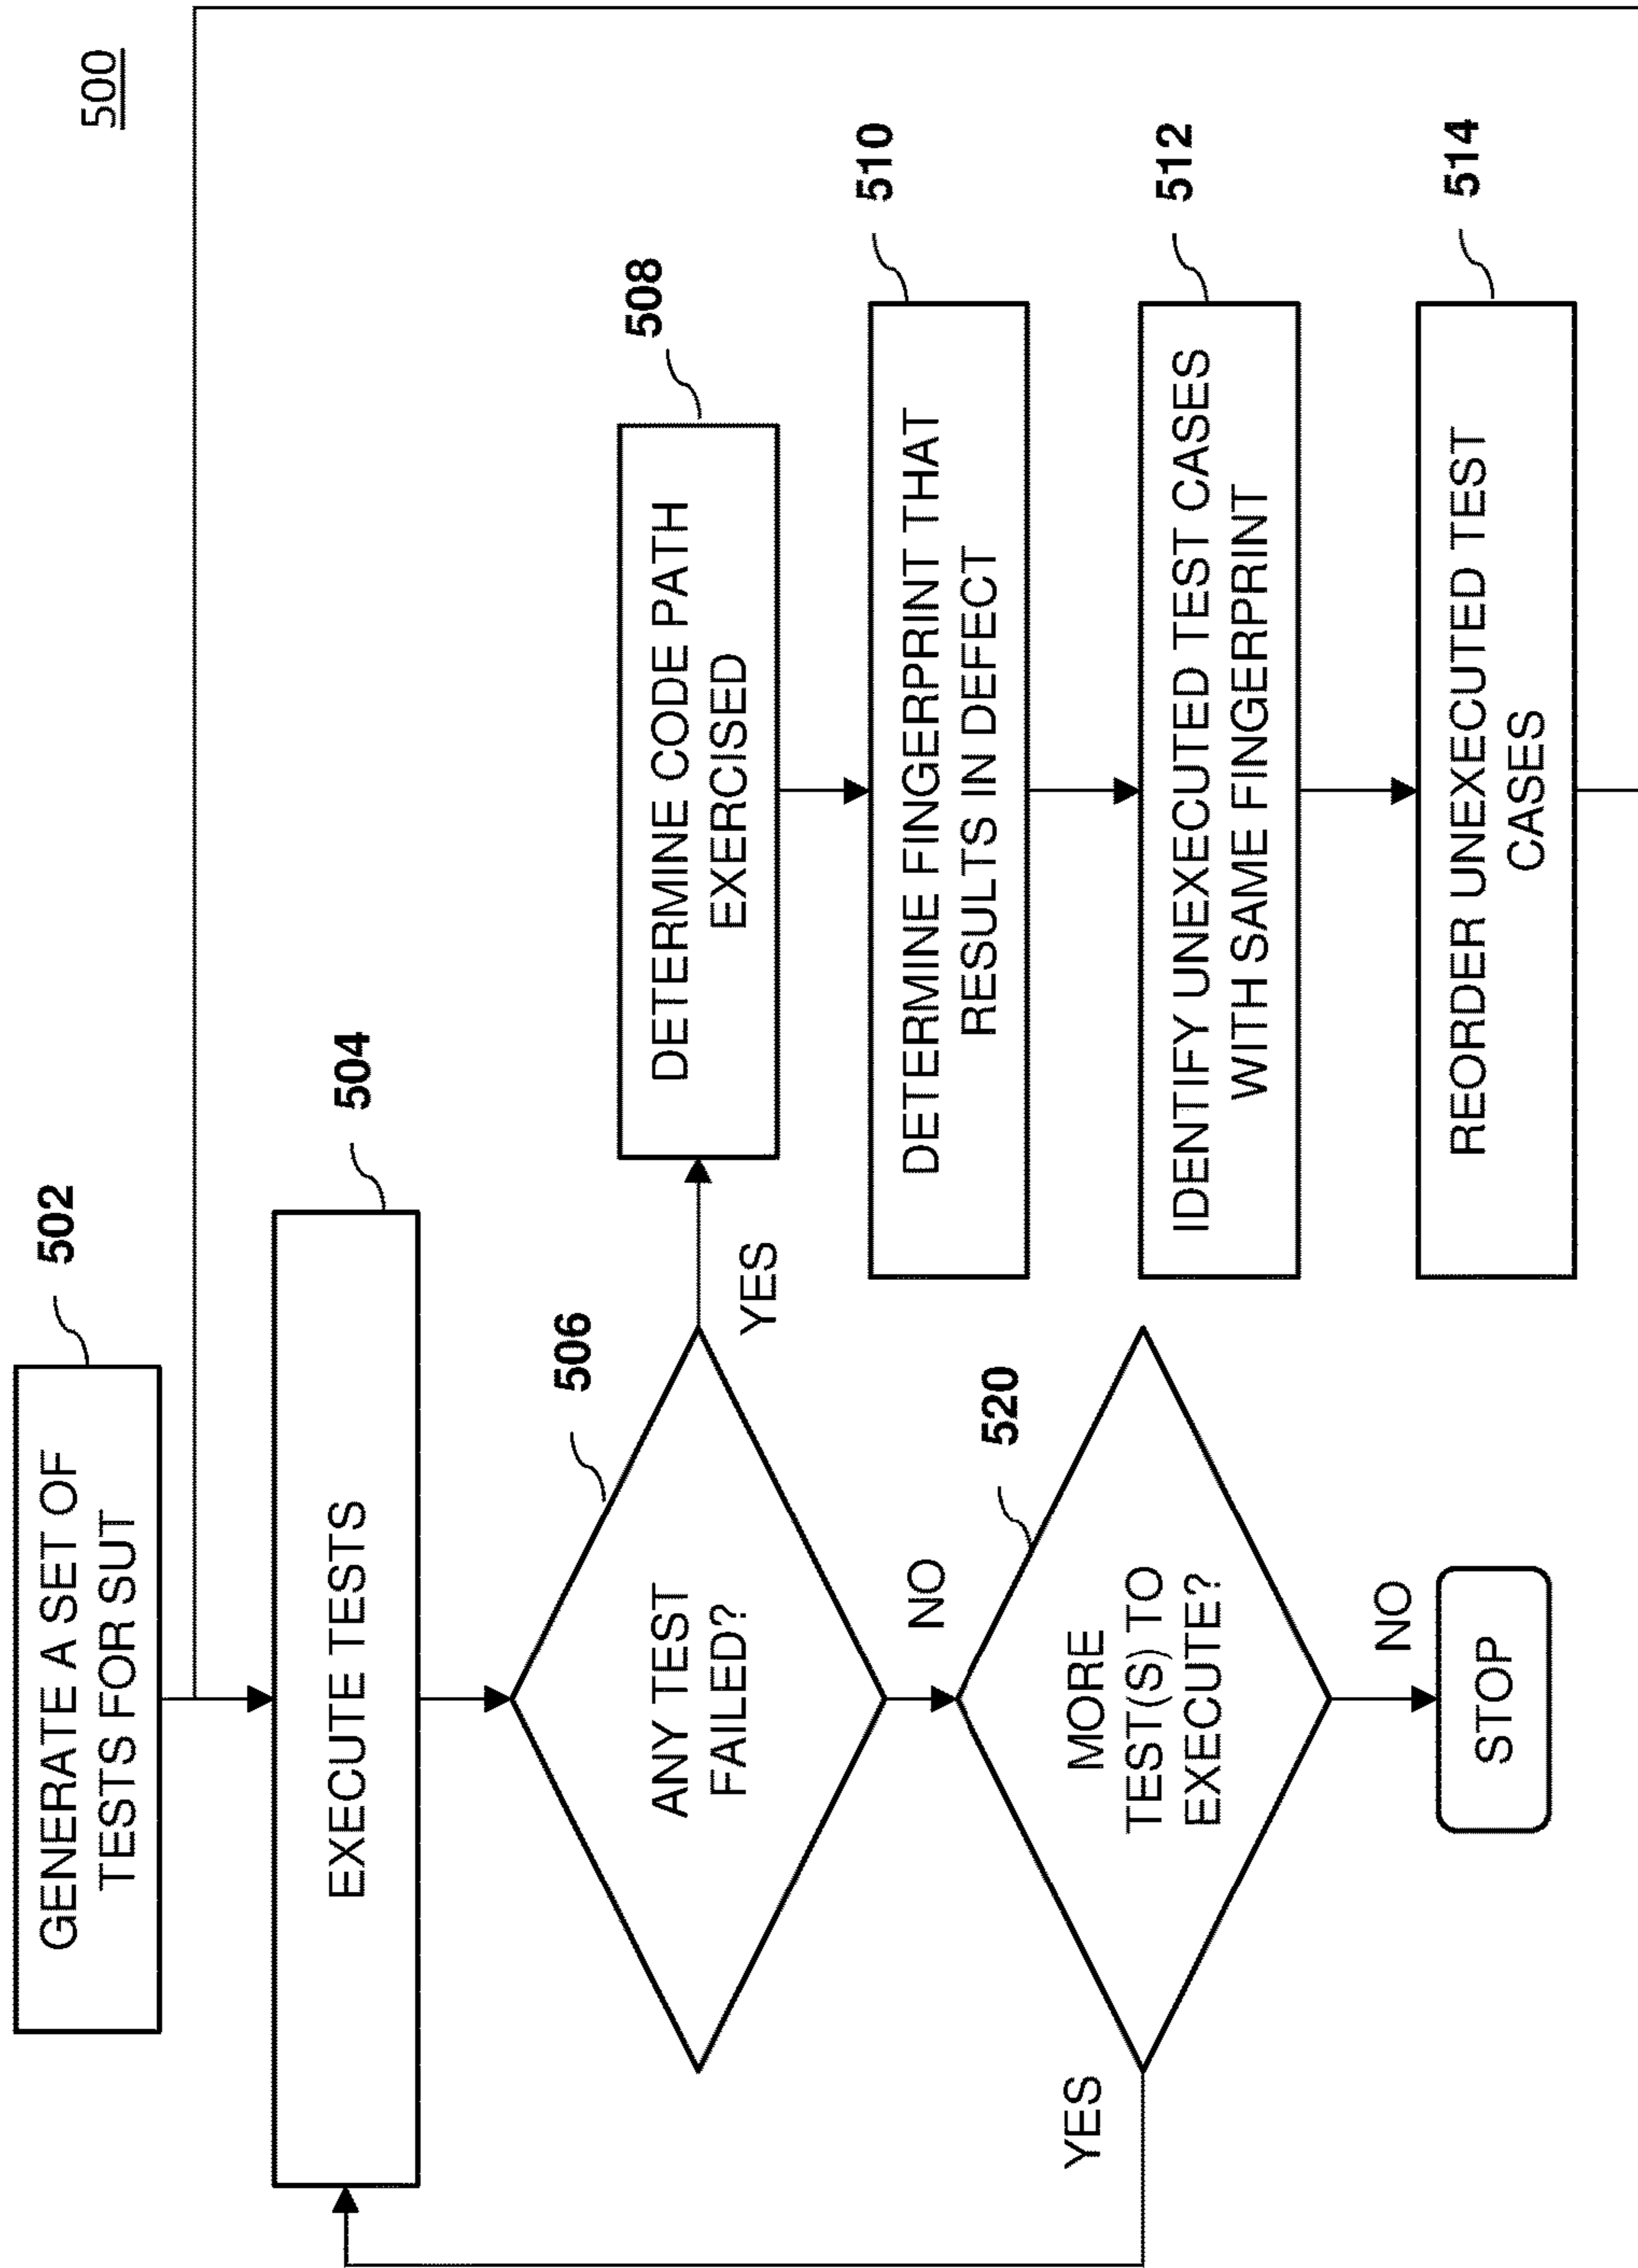 500
502
GENERATE A SET OF
TESTS FOR SUT
504
EXECUTE TESTS
506
ANY TEST
FAILED?
YES
508
DETERMINE CODE PATH
EXERCISED
NO
510
DETERMINE FINGERPRINT THAT
RESULTS IN DEFECT
520
MORE
TEST(S) TO
EXECUTE?
YES
512
IDENTIFY UNEXECUTED TEST CASES
WITH SAME FINGERPRINT
NO
STOP
514
REORDER UNEXECUTED TEST
CASES